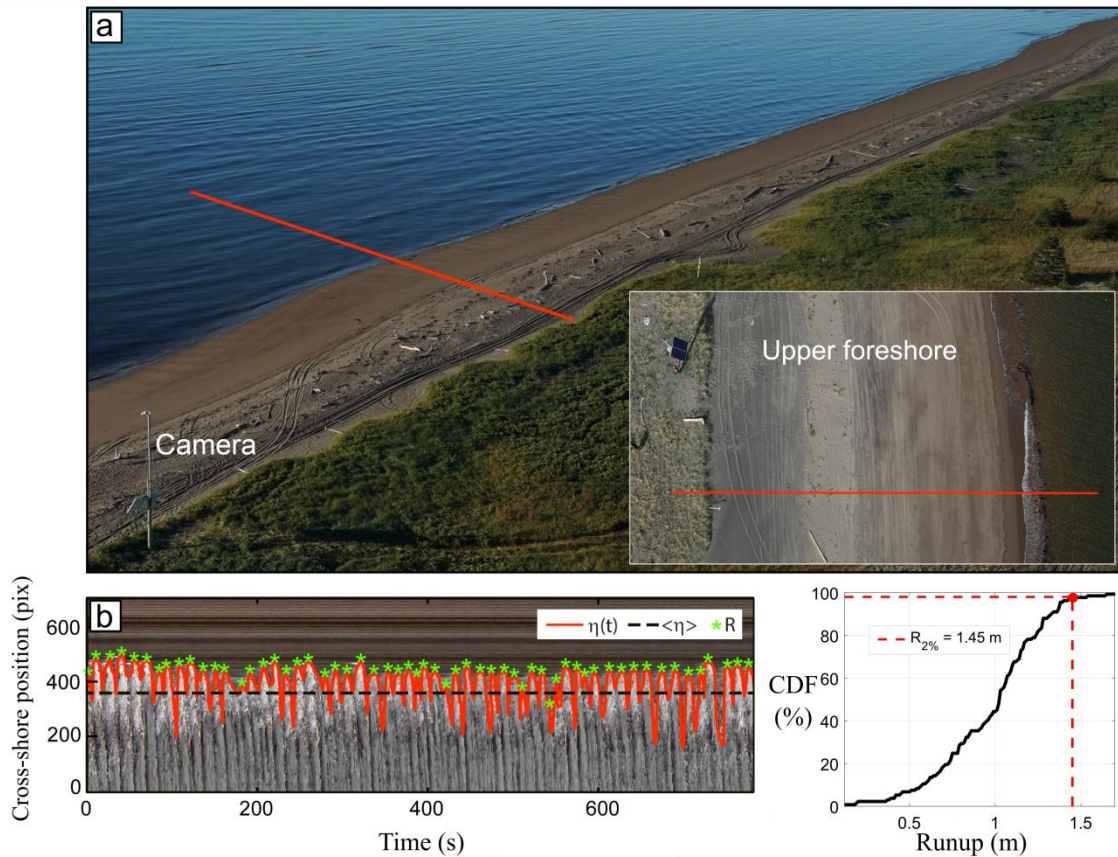 a
Camera
Upper foreshore
b
Cross-shore position (pix)
600
400
200
0
η(t) <η> * R
0 200 400 600
Time (s)
CDF
(%)
100
80
60
40
20
0
R2% = 1.45 m
0.5 1 1.5
Runup (m)